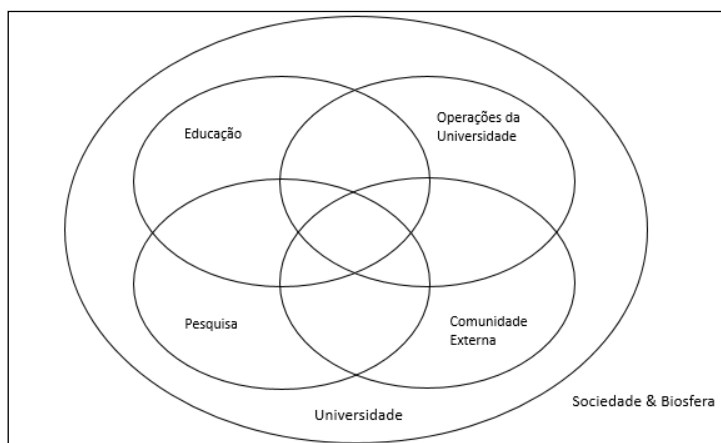 Educação
Operações da
Universidade
Pesquisa
Comunidade
Externa
Universidade
Sociedade & Biosfera